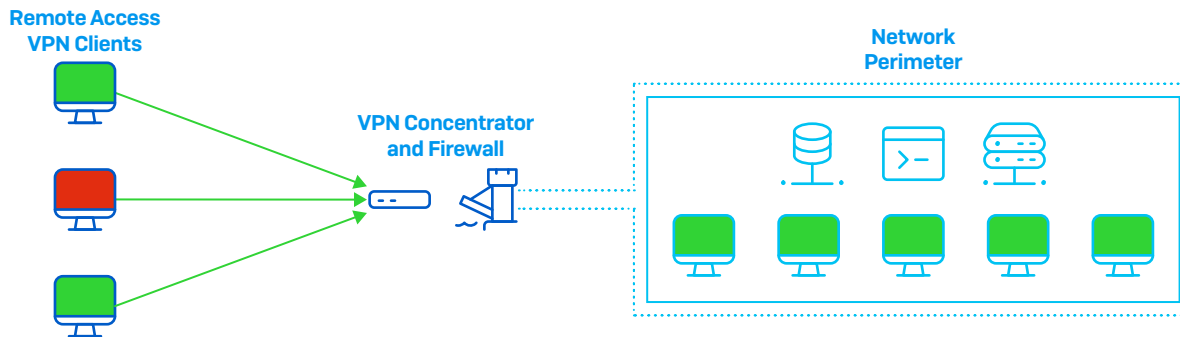 Remote Access
VPN Clients
VPN Concentrator
and Firewall
Network
Perimeter